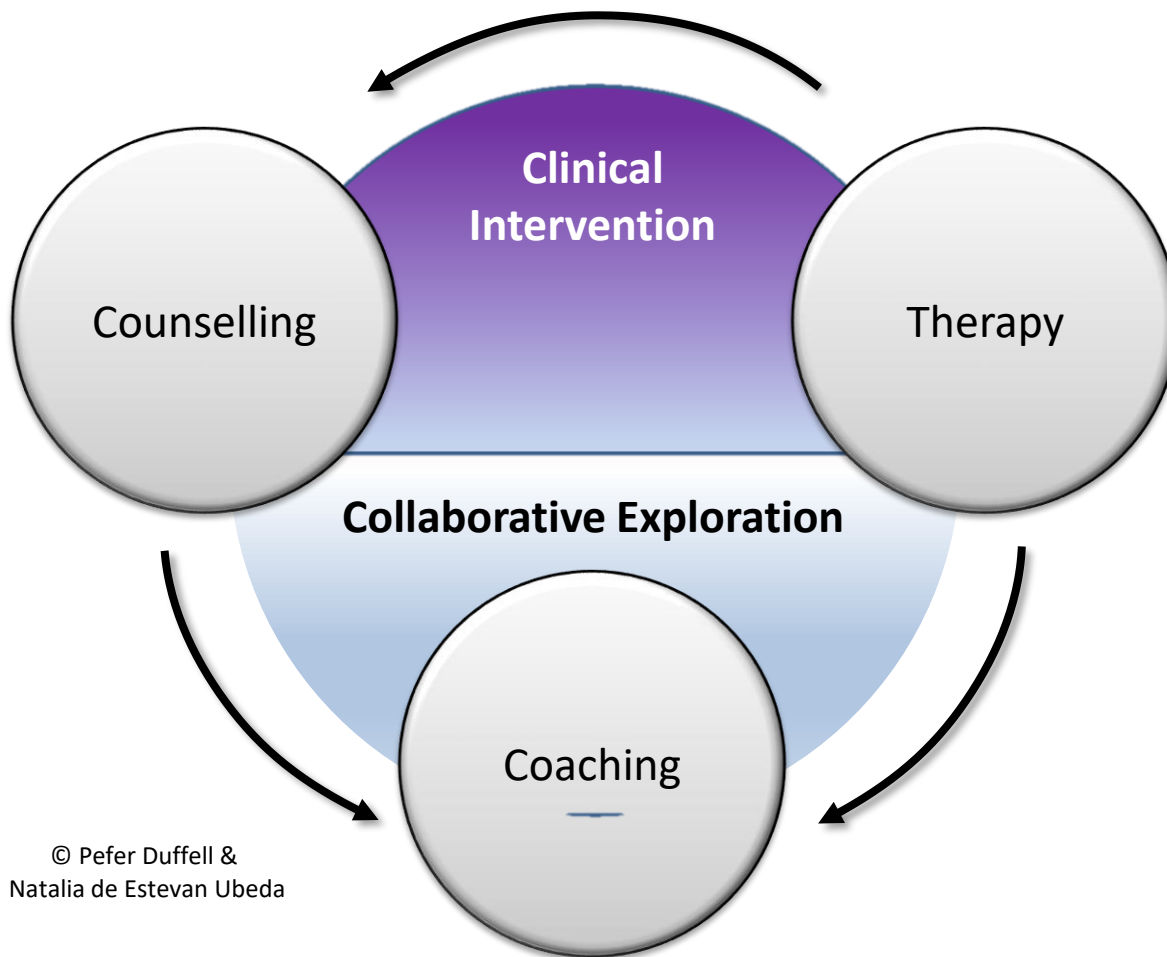 Clinical
Intervention
Counselling
Therapy
Collaborative Exploration
Coaching
© Pefer Duffell &
Natalia de Estevan Ubeda